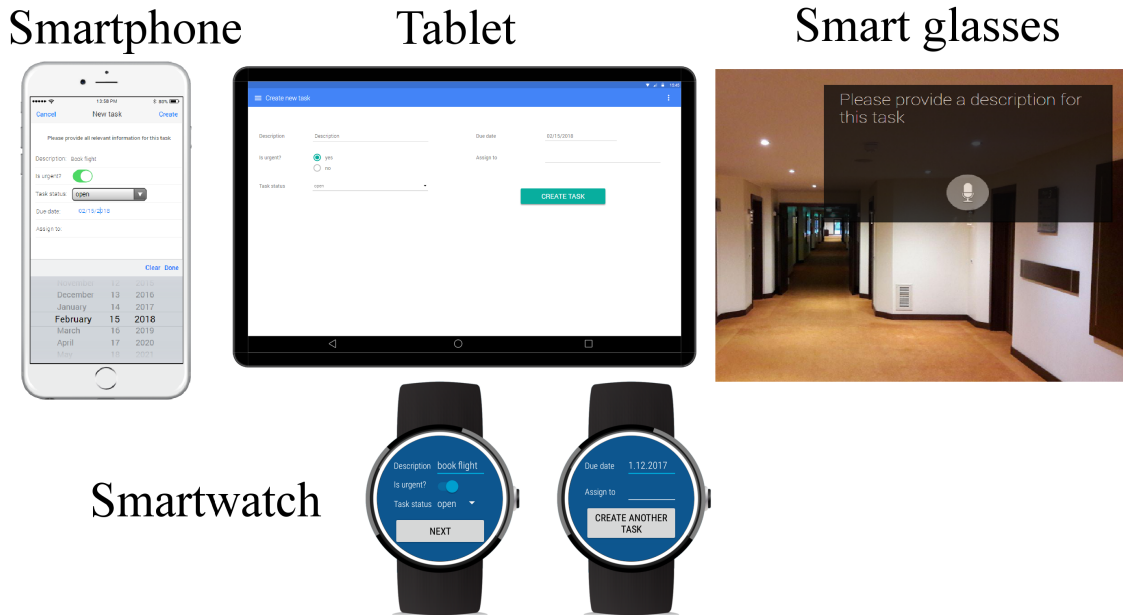 Smartphone
Tablet
Smart glasses
13:58 PM
80%
Cancel New task Create
Please provide all relevant information for this task
Description: Book flight
Is urgent?
Task status open
Due date 02/15/2018
Assign to:
Clear Done
December 13 2016
January 14 2017
February 15 2018
March 16 2019
April 17 2020
Create new task
Description Description
Due date 02/15/2018
Is urgent? yes
no
Assign to
Task status open
CREATE TASK
Please provide a description for
this task
Smartwatch
Description book flight
Is urgent?
Task status open
NEXT
Due date 1.12.2017
Assign to
CREATE ANOTHER
TASK